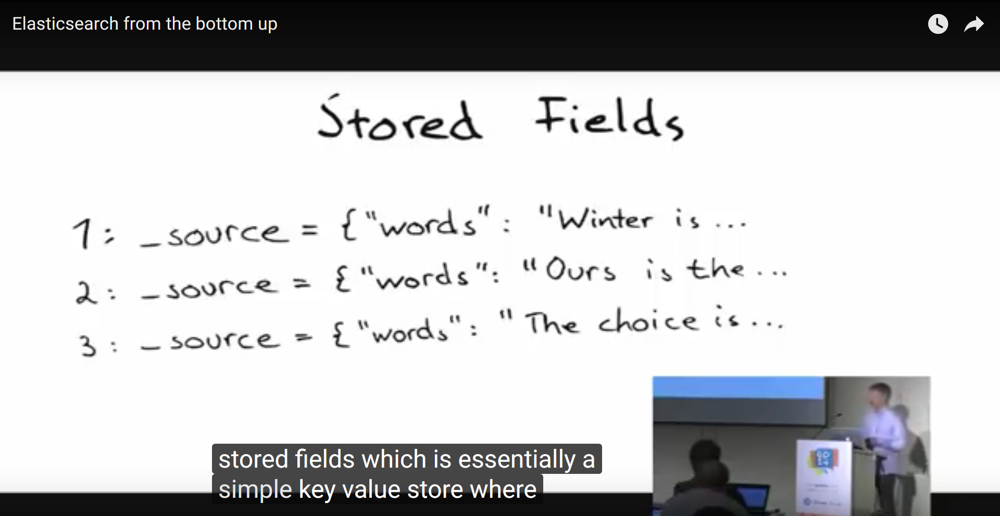 Elasticsearch from the bottom up
Stored Fields
1: _source = {"words": "Winter is ...
2: _source = {"words": "Ours is the ...
3: _source = {"words": "The choice is ...
stored fields which is essentially a
simple key value store where